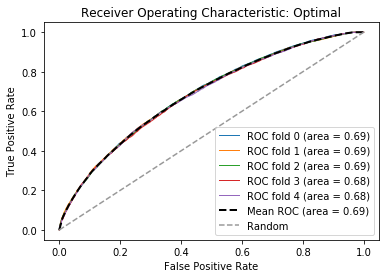 Receiver Operating Characteristic: Optimal
True Positive Rate
1.0
0.8
0.6
0.4
0.2
0.0
ROC fold 0 (area = 0.69)
ROC fold 1 (area = 0.69)
ROC fold 2 (area = 0.69)
ROC fold 3 (area = 0.68)
ROC fold 4 (area = 0.68)
Mean ROC (area = 0.69)
Random
0.0 0.2 0.4 0.6 0.8 1.0
False Positive Rate